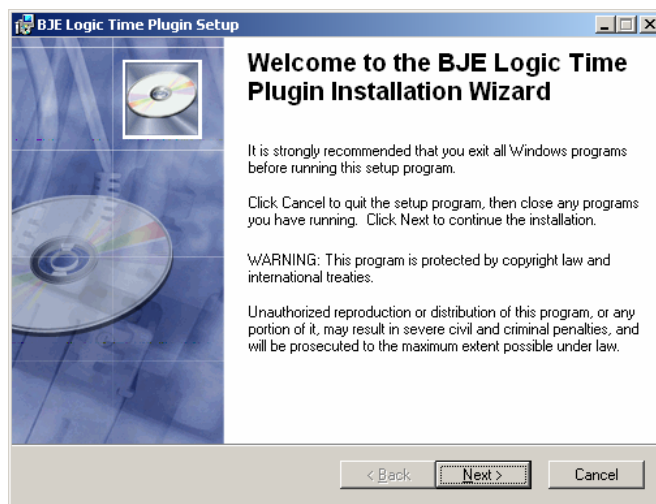 BJE Logic Time Plugin Setup
Welcome to the BJE Logic Time
Plugin Installation Wizard
It is strongly recommended that you exit all Windows programs
before running this setup program.
Click Cancel to quit the setup program, then close any programs
you have running. Click Next to continue the installation.
WARNING: This program is protected by copyright law and
international treaties.
Unauthorized reproduction or distribution of this program, or any
portion of it, may result in severe civil and criminal penalties, and
will be prosecuted to the maximum extent possible under law.
< Back Next > Cancel